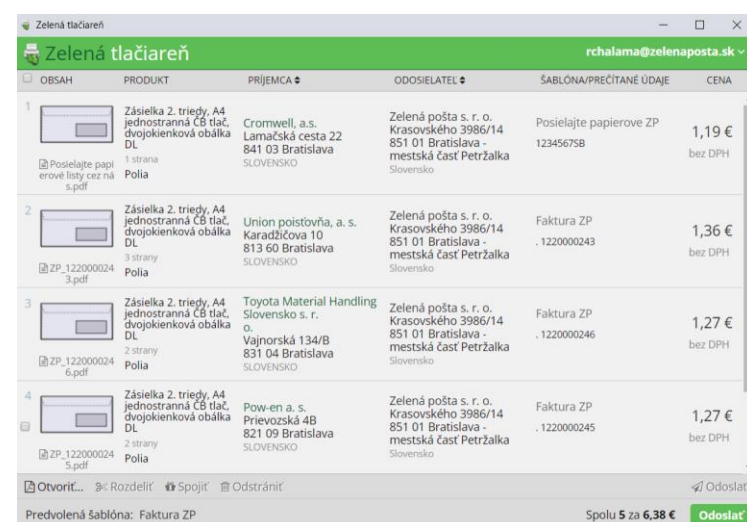 Zelená tlačiareň
Zelená tlačiareň
rchalama@zelenaposta.sk
OBSAH PRODUKT PRÍJEMCA ODOSIELATEĽ ŠABLÓNA/PREČÍTANÉ ÚDAJE CENA
1
Posielajte papi
erové listy cez ná
s.pdf
Zásielka 2. triedy, A4
jednostranná ČB tlač,
dvojokienková obálka
DL
1 strana
Polia
Cromwell, a.s.
Lamačská cesta 22
841 03 Bratislava
SLOVENSKO
Zelená pošta s. r. o.
Krasovského 3986/14
851 01 Bratislava -
mestská časť Petržalka
Slovensko
Posielajte papierove ZP
1234567SB
1,19 €
bez DPH
2
ZP_122000024
3.pdf
Zásielka 2. triedy, A4
jednostranná ČB tlač,
dvojokienková obálka
DL
3 strany
Polia
Union poisťovňa, a. s.
Karadžičova 10
813 60 Bratislava
SLOVENSKO
Zelená pošta s. r. o.
Krasovského 3986/14
851 01 Bratislava -
mestská časť Petržalka
Slovensko
Faktura ZP
. 1220000243
1,36 €
bez DPH
3
ZP_122000024
6.pdf
Zásielka 2. triedy, A4
jednostranná ČB tlač,
dvojokienková obálka
DL
2 strany
Polia
Toyota Material Handling
Slovensko s. r.
o.
Vajnorská 134/B
831 04 Bratislava
SLOVENSKO
Zelená pošta s. r. o.
Krasovského 3986/14
851 01 Bratislava -
mestská časť Petržalka
Slovensko
Faktura ZP
. 1220000246
1,27 €
bez DPH
4
ZP_122000024
5.pdf
Zásielka 2. triedy, A4
jednostranná ČB tlač,
dvojokienková obálka
DL
2 strany
Polia
Pow-en a. s.
Prievozská 4B
821 09 Bratislava
SLOVENSKO
Zelená pošta s. r. o.
Krasovského 3986/14
851 01 Bratislava -
mestská časť Petržalka
Slovensko
Faktura ZP
. 1220000245
1,27 €
bez DPH
Otvoriť... Rozdeliť Spojiť Odstrániť Odoslať
Predvolená šablóna: Faktura ZP Spolu 5 za 6,38 € Odoslať